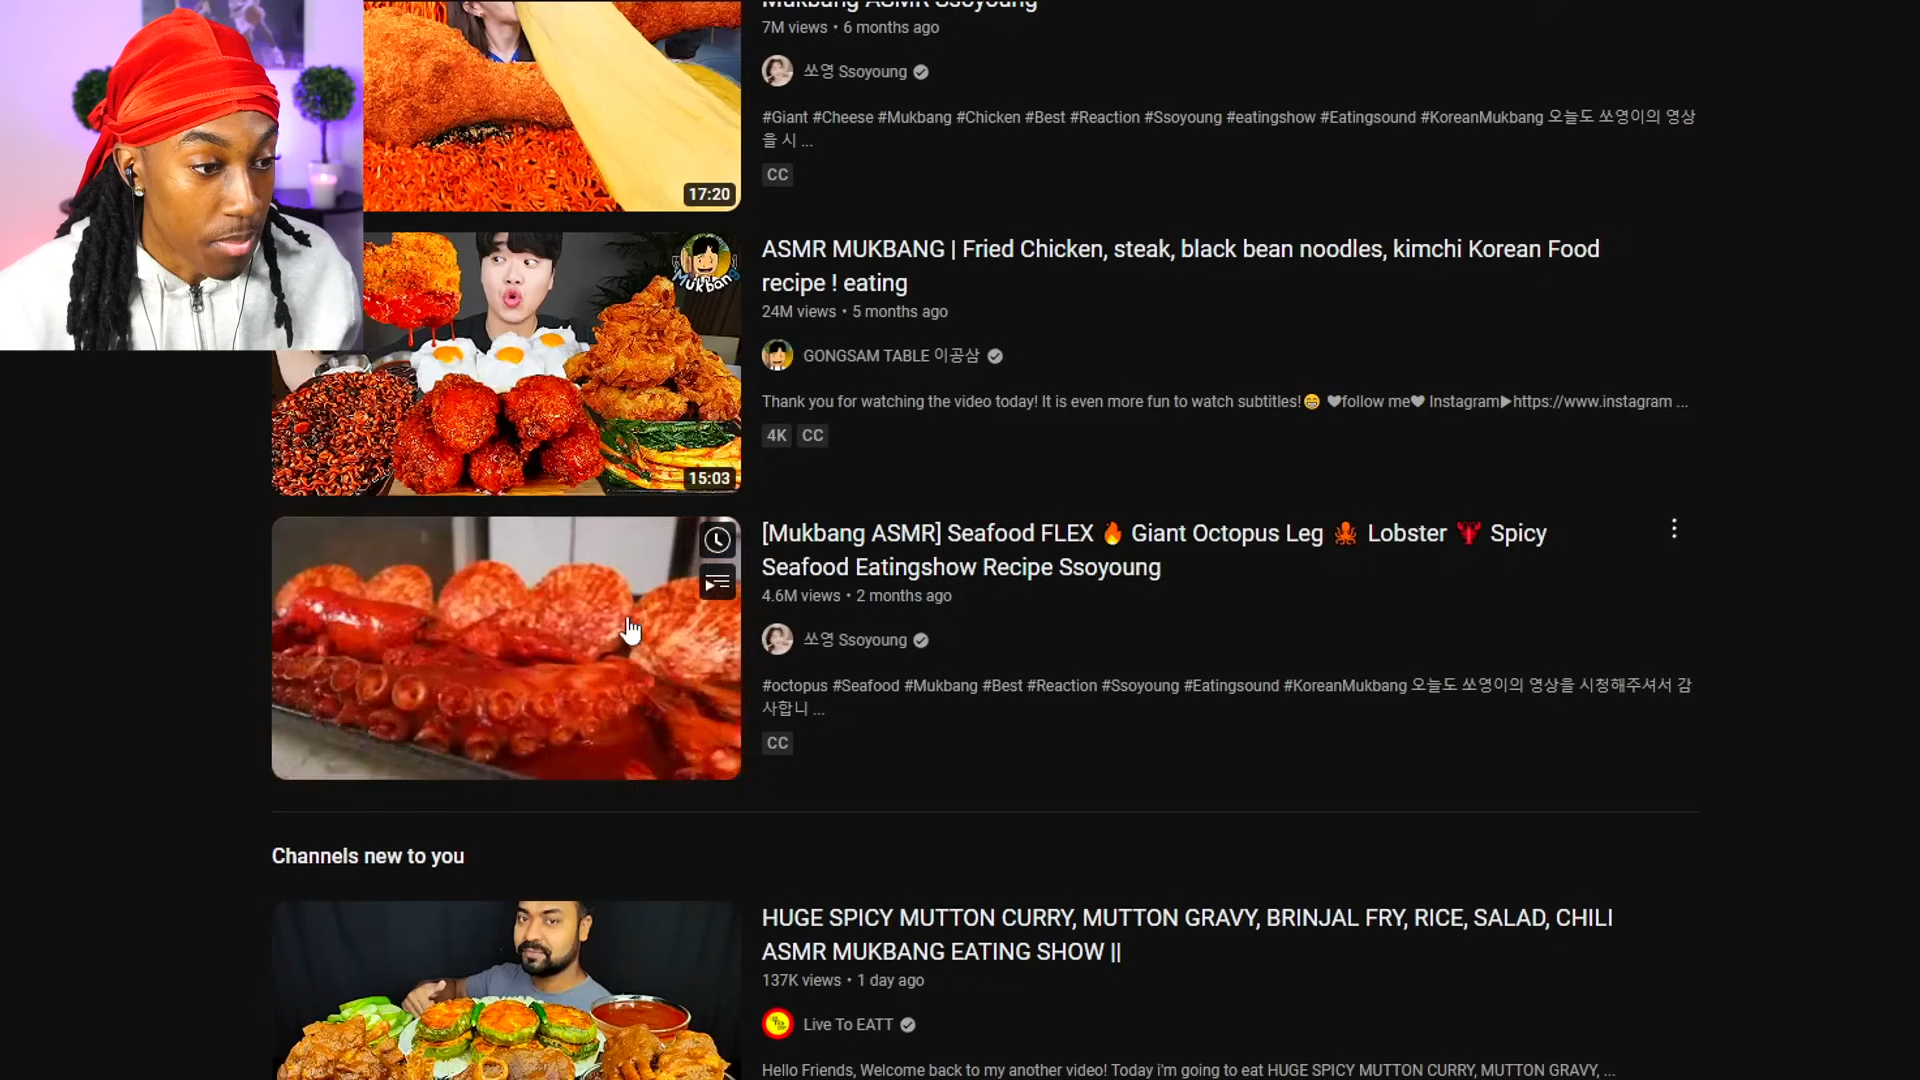 Mukbang ASMR Ssoyoung
7M views • 6 months ago
쏘영 Ssoyoung
#Giant #Cheese #Mukbang #Chicken #Best #Reaction #Ssoyoung #eatingshow #Eatingsound #KoreanMukbang 오늘도 쏘영이의 영상
을 시 ...
CC
17:20
ASMR MUKBANG | Fried Chicken, steak, black bean noodles, kimchi Korean Food
recipe ! eating
24M views • 5 months ago
GONGSAM TABLE 이공삼
Thank you for watching the video today! It is even more fun to watch subtitles!😁 ❤follow me❤ Instagram▶https://www.instagram ...
4K CC
Mukbang
15:03
[Mukbang ASMR] Seafood FLEX 🔥 Giant Octopus Leg 🐙 Lobster 🦞 Spicy
Seafood Eatingshow Recipe Ssoyoung
4.6M views • 2 months ago
쏘영 Ssoyoung
#octopus #Seafood #Mukbang #Best #Reaction #Ssoyoung #Eatingsound #KoreanMukbang 오늘도 쏘영이의 영상을 시청해주셔서 감
사합니 ...
CC
Channels new to you
HUGE SPICY MUTTON CURRY, MUTTON GRAVY, BRINJAL FRY, RICE, SALAD, CHILI
ASMR MUKBANG EATING SHOW ||
137K views • 1 day ago
Live To EATT
Hello Friends, Welcome back to my another video! Today i'm going to eat HUGE SPICY MUTTON CURRY, MUTTON GRAVY, ...